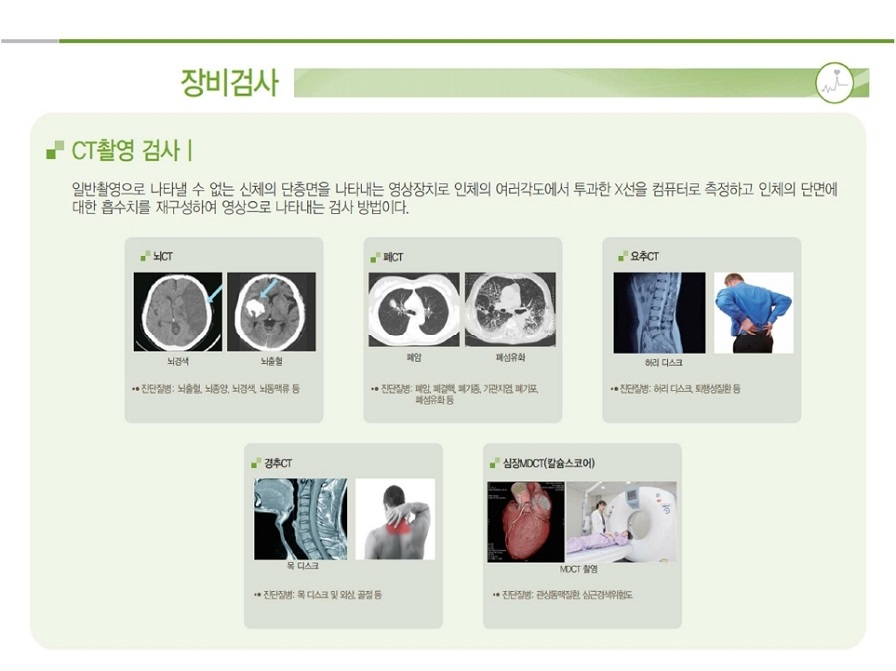 장비검사
CT촬영 검사 |
일반촬영으로 나타낼 수 없는 신체의 단층면을 나타내는 영상장치로 인체의 여러각도에서 투과한 X선을 컴퓨터로 측정하고 인체의 단면에
대한 흡수치를 재구성하여 영상으로 나타내는 검사 방법이다.
뇌CT
뇌경색
뇌출혈
진단질병: 뇌출혈, 뇌종양, 뇌경색, 뇌동맥류 등
폐CT
폐암
폐섬유화
진단질병: 폐암, 폐결핵, 폐기종, 기관지염, 폐기포,
폐섬유화 등
요추CT
허리 디스크
진단질병: 허리 디스크, 퇴행성질환 등
경추CT
목 디스크
진단질병: 목 디스크 및 외상, 골절 등
심장MDCT(칼슘스코어)
MDCT 촬영
진단질병: 관상동맥질환, 심근경색위험도